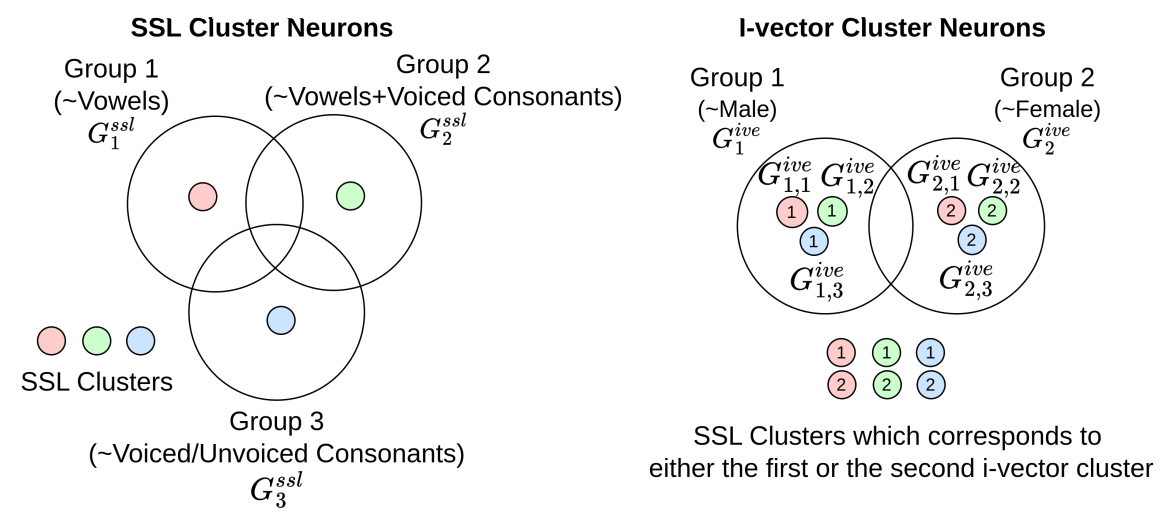 SSL Cluster Neurons
Group 1
(~Vowels)
G_1^{ssl}
Group 2
(~Vowels+Voiced Consonants)
G_2^{ssl}
SSL Clusters
Group 3
(~Voiced/Unvoiced Consonants)
G_3^{ssl}
I-vector Cluster Neurons
Group 1
(~Male)
G_1^{ive}
Group 2
(~Female)
G_2^{ive}
G_{1,1}^{ive} G_{1,2}^{ive}
1 1
1
G_{1,3}^{ive}
G_{2,1}^{ive} G_{2,2}^{ive}
2 2
2
G_{2,3}^{ive}
1 1 1
2 2 2
SSL Clusters which corresponds to
either the first or the second i-vector cluster